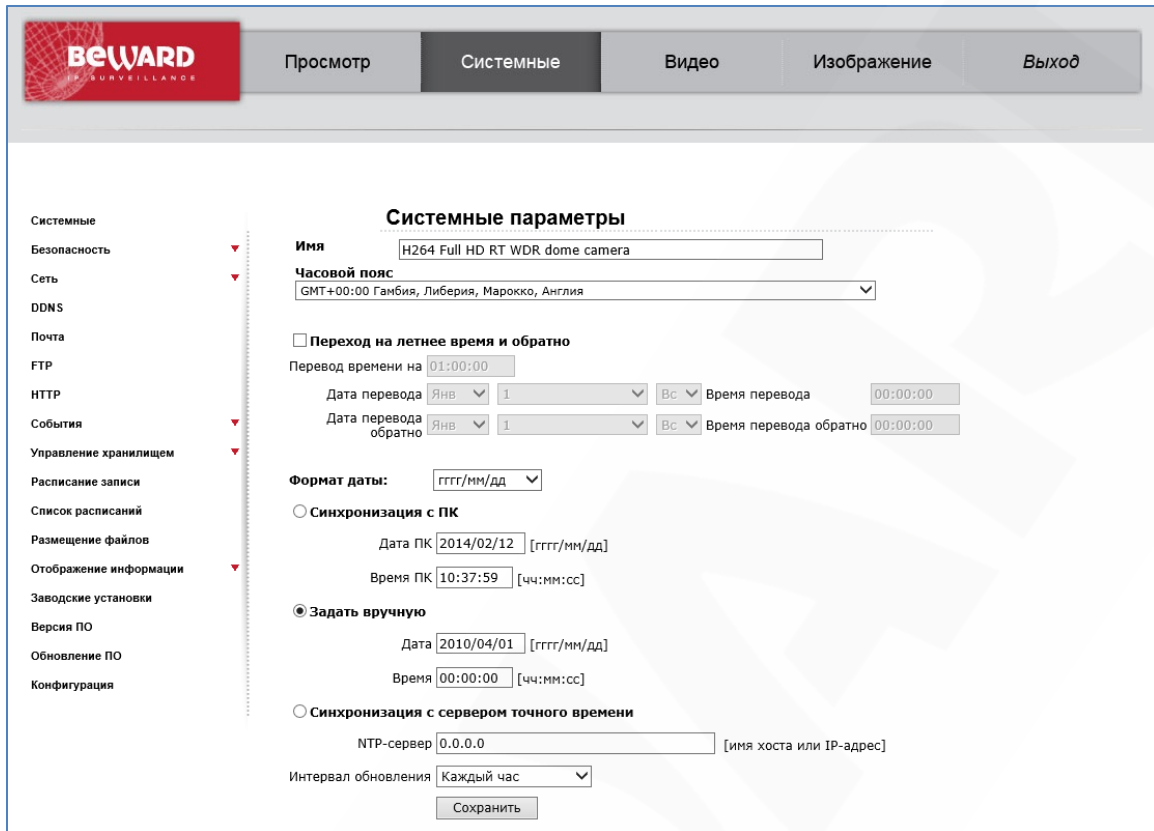 BEWARD
IP SURVEILLANCE
Просмотр Системные Видео Изображение Выход
Системные
Безопасность
Сеть
DDNS
Почта
FTP
HTTP
События
Управление хранилищем
Расписание записи
Список расписаний
Размещение файлов
Отображение информации
Заводские установки
Версия ПО
Обновление ПО
Конфигурация
Системные параметры
Имя H264 Full HD RT WDR dome camera
Часовой пояс
GMT+00:00 Гамбия, Либерия, Марокко, Англия
Переход на летнее время и обратно
Перевод времени на 01:00:00
Дата перевода Янв 1 Вс Время перевода 00:00:00
Дата перевода
обратно Янв 1 Вс Время перевода обратно 00:00:00
Формат даты: гггг/мм/дд
Синхронизация с ПК
Дата ПК 2014/02/12 [гггг/мм/дд]
Время ПК 10:37:59 [чч:мм:сс]
Задать вручную
Дата 2010/04/01 [гггг/мм/дд]
Время 00:00:00 [чч:мм:сс]
Синхронизация с сервером точного времени
NTP-сервер 0.0.0.0 [имя хоста или IP-адрес]
Интервал обновления Каждый час
Сохранить